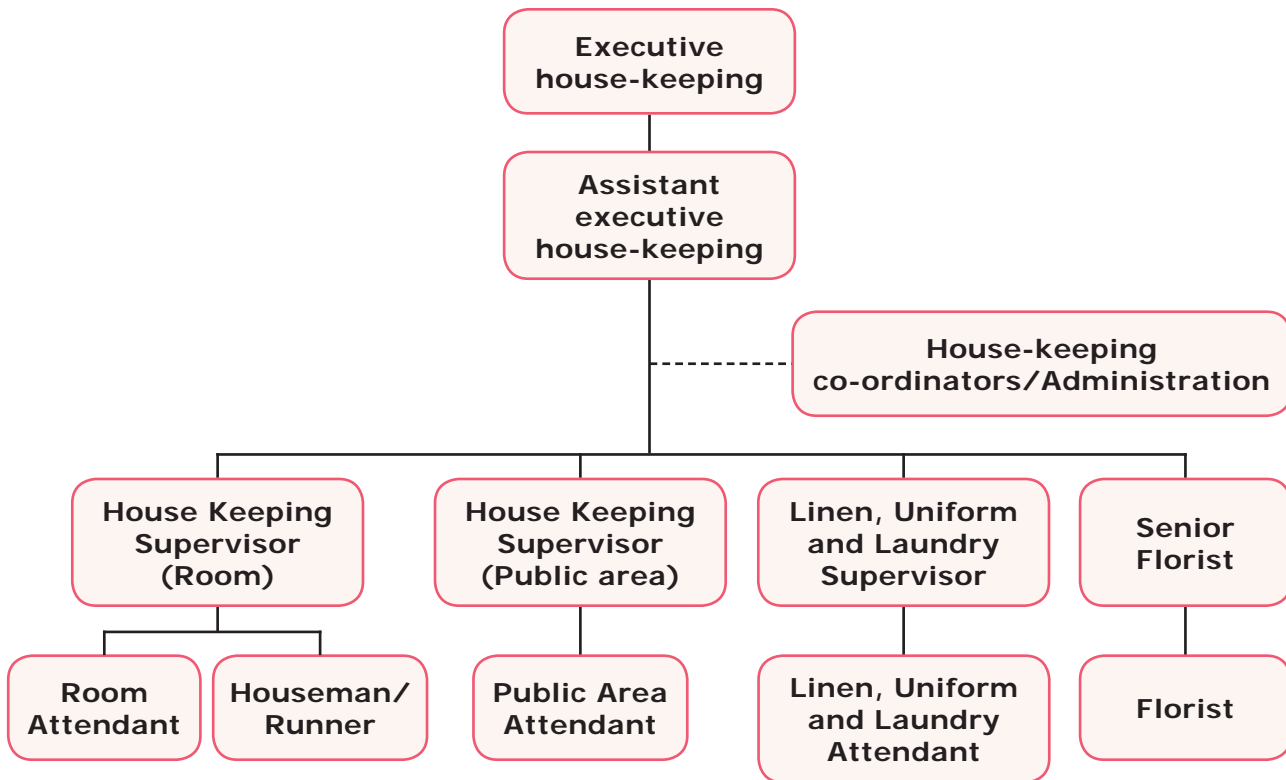 Executive
house-keeping
Assistant
executive
house-keeping
House-keeping
co-ordinators/Administration
House Keeping
Supervisor
(Room)
House Keeping
Supervisor
(Public area)
Linen, Uniform
and Laundry
Supervisor
Senior
Florist
Room
Attendant
Houseman/
Runner
Public Area
Attendant
Linen, Uniform
and Laundry
Attendant
Florist